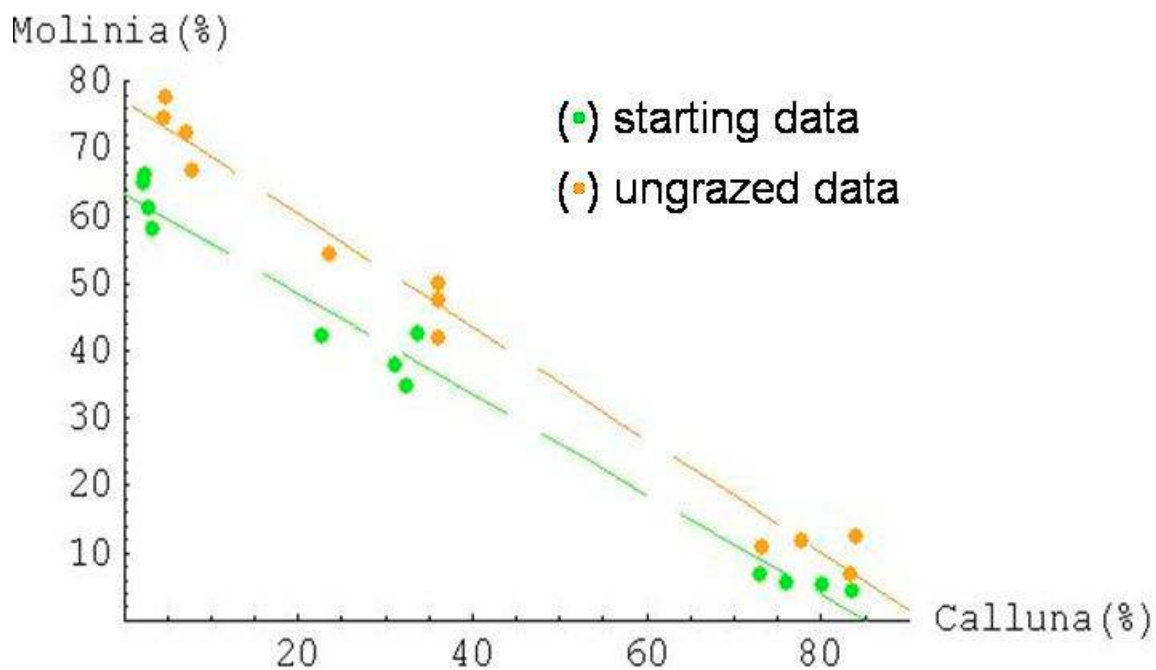 Molinia(%)
80
(•) starting data
70
(•) ungrazed data
60
50
40
30
20
10
Calluna(%)
20 40 60 80